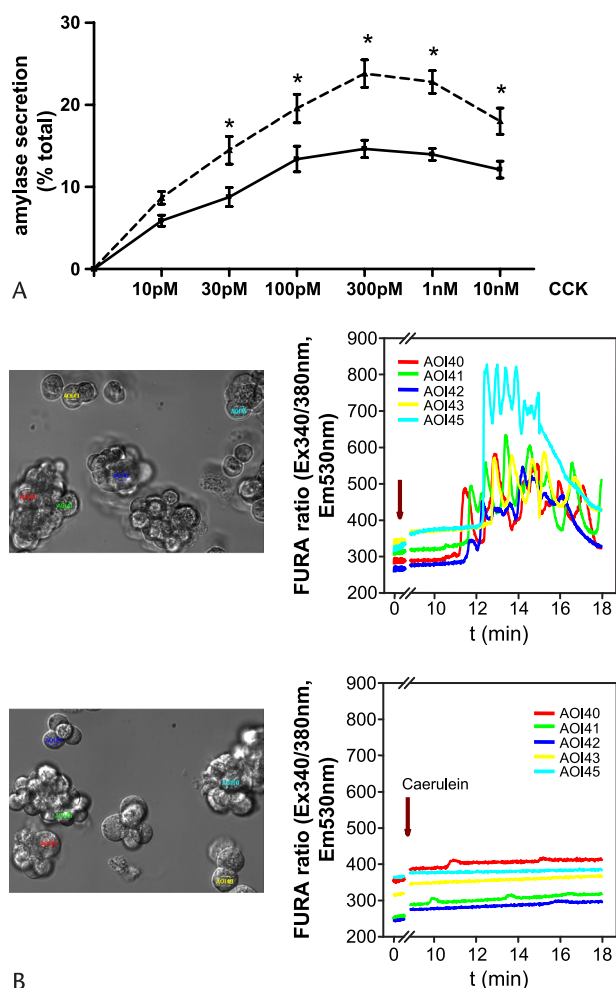 30
20
10
0
amylase secretion
(% total)
*
*
*
*
*
*
10pM 30pM 100pM 300pM 1nM 10nM CCK
A
900
800
700
600
500
400
300
200
FURA ratio (Ex340/380nm,
Em530nm)
AOI40
AOI41
AOI42
AOI43
AOI45
0 10 12 14 16 18
t (min)
900
800
700
600
500
400
300
200
FURA ratio (Ex340/380nm,
Em530nm)
AOI40
AOI41
AOI42
AOI43
AOI45
Caerulein
0 10 12 14 16 18
t (min)
B